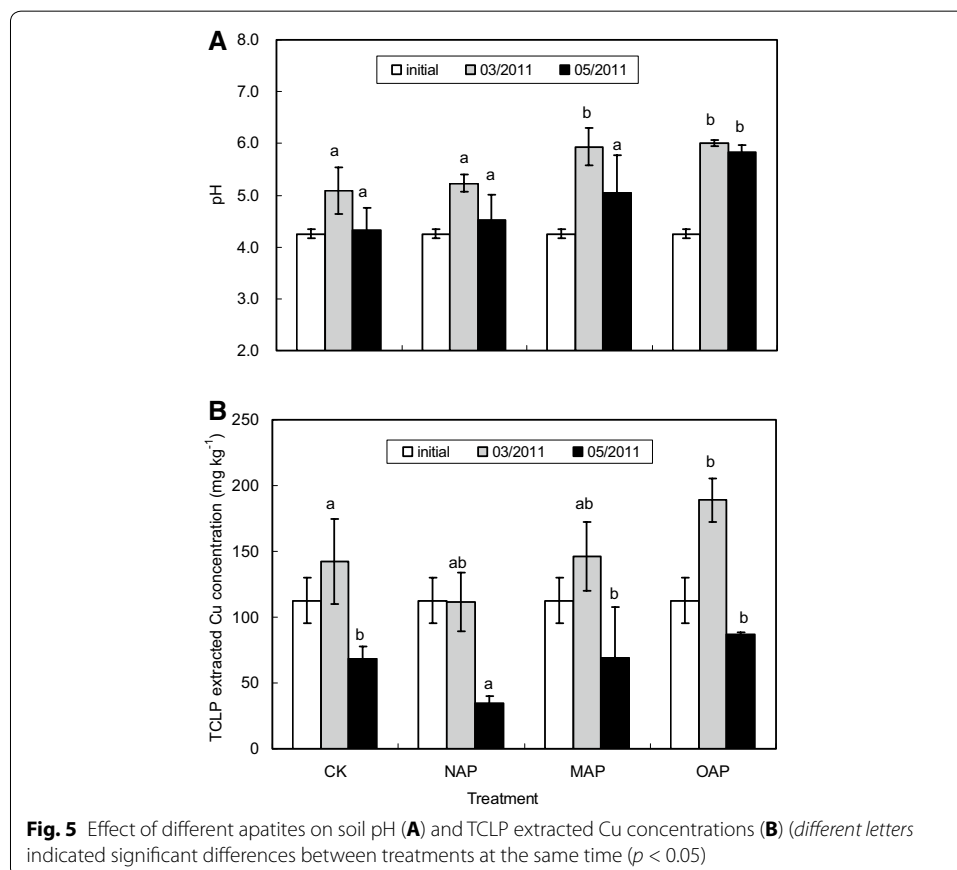 A
8.0
initial 03/2011 05/2011
7.0
b
b b
6.0
a a
a
a
a
5.0
pH
4.0
3.0
2.0
B
250
initial 03/2011 05/2011
b
200
a
ab
ab
150
b
b
100
b
a
50
0
TCLP extracted Cu concentration (mg kg-1)
CK NAP MAP OAP
Treatment
Fig. 5 Effect of different apatites on soil pH (A) and TCLP extracted Cu concentrations (B) (different letters
indicated significant differences between treatments at the same time (p < 0.05)